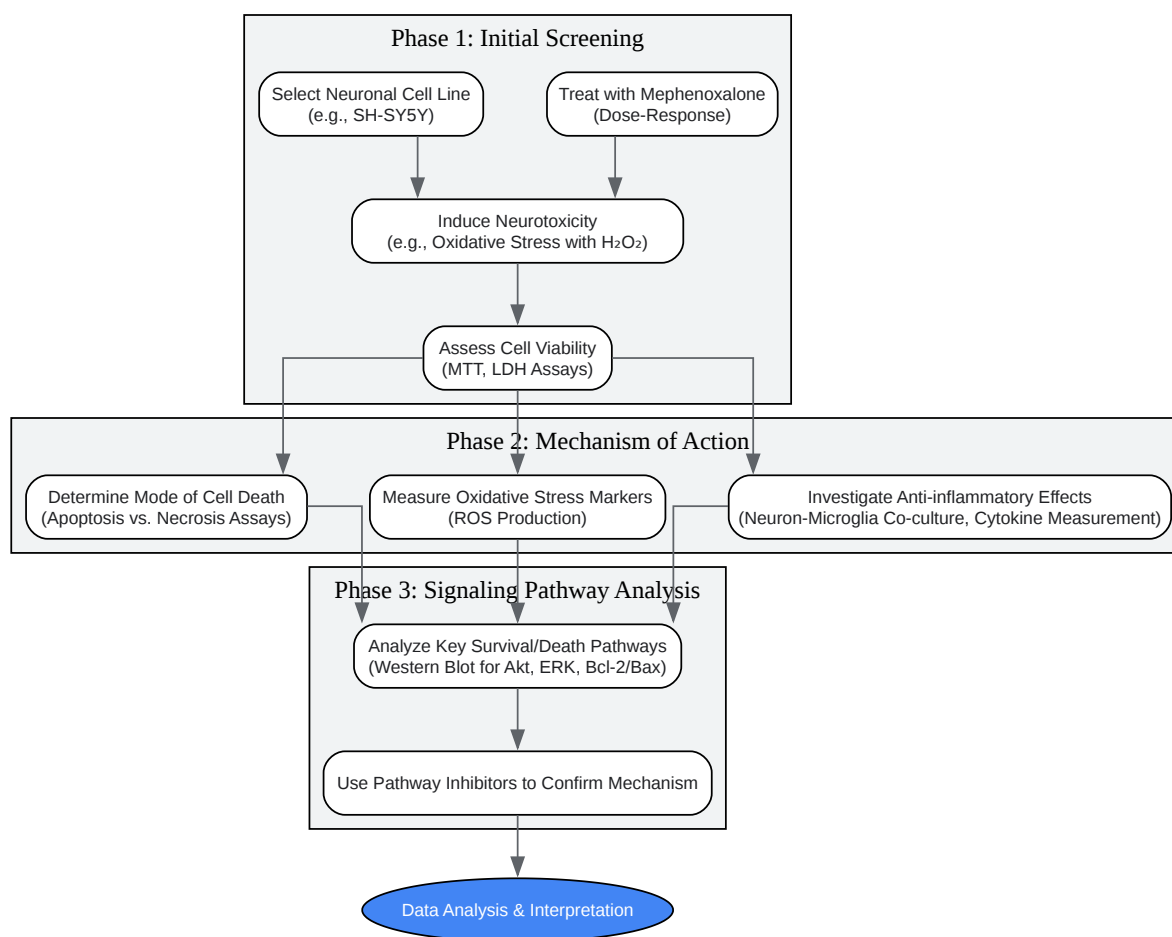 Phase 1: Initial Screening
Select Neuronal Cell Line
(e.g., SH-SY5Y)
Treat with Mephenoxalone
(Dose-Response)
Induce Neurotoxicity
(e.g., Oxidative Stress with H₂O₂)
Assess Cell Viability
(MTT, LDH Assays)
Phase 2: Mechanism of Action
Determine Mode of Cell Death
(Apoptosis vs. Necrosis Assays)
Measure Oxidative Stress Markers
(ROS Production)
Investigate Anti-inflammatory Effects
(Neuron-Microglia Co-culture, Cytokine Measurement)
Phase 3: Signaling Pathway Analysis
Analyze Key Survival/Death Pathways
(Western Blot for Akt, ERK, Bcl-2/Bax)
Use Pathway Inhibitors to Confirm Mechanism
Data Analysis & Interpretation